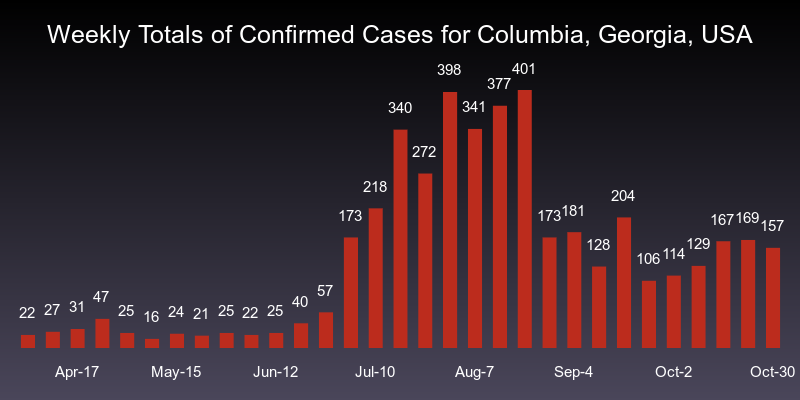 Weekly Totals of Confirmed Cases for Columbia, Georgia, USA
22 27 31 47 25 16 24 21 25 22 25 40 57 173 218 340 272 398 341 377 401 173 181 128 204 106 114 129 167 169 157
Apr-17 May-15 Jun-12 Jul-10 Aug-7 Sep-4 Oct-2 Oct-30